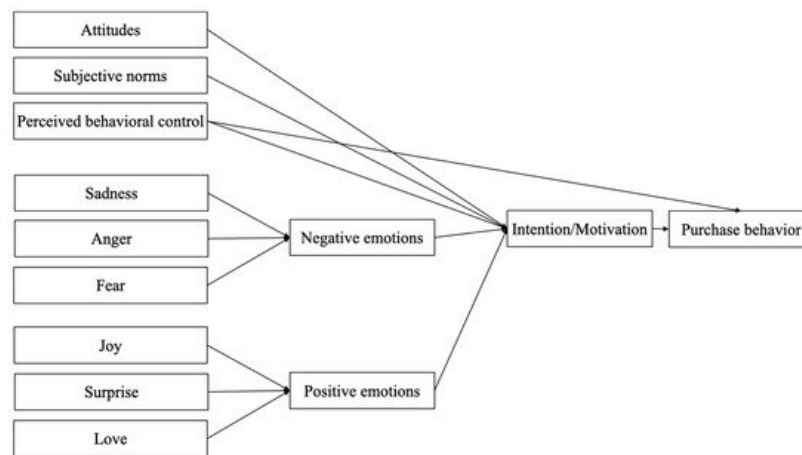 Attitudes
Subjective norms
Perceived behavioral control
Sadness
Anger
Fear
Negative emotions
Intention/Motivation
Purchase behavior
Joy
Surprise
Love
Positive emotions